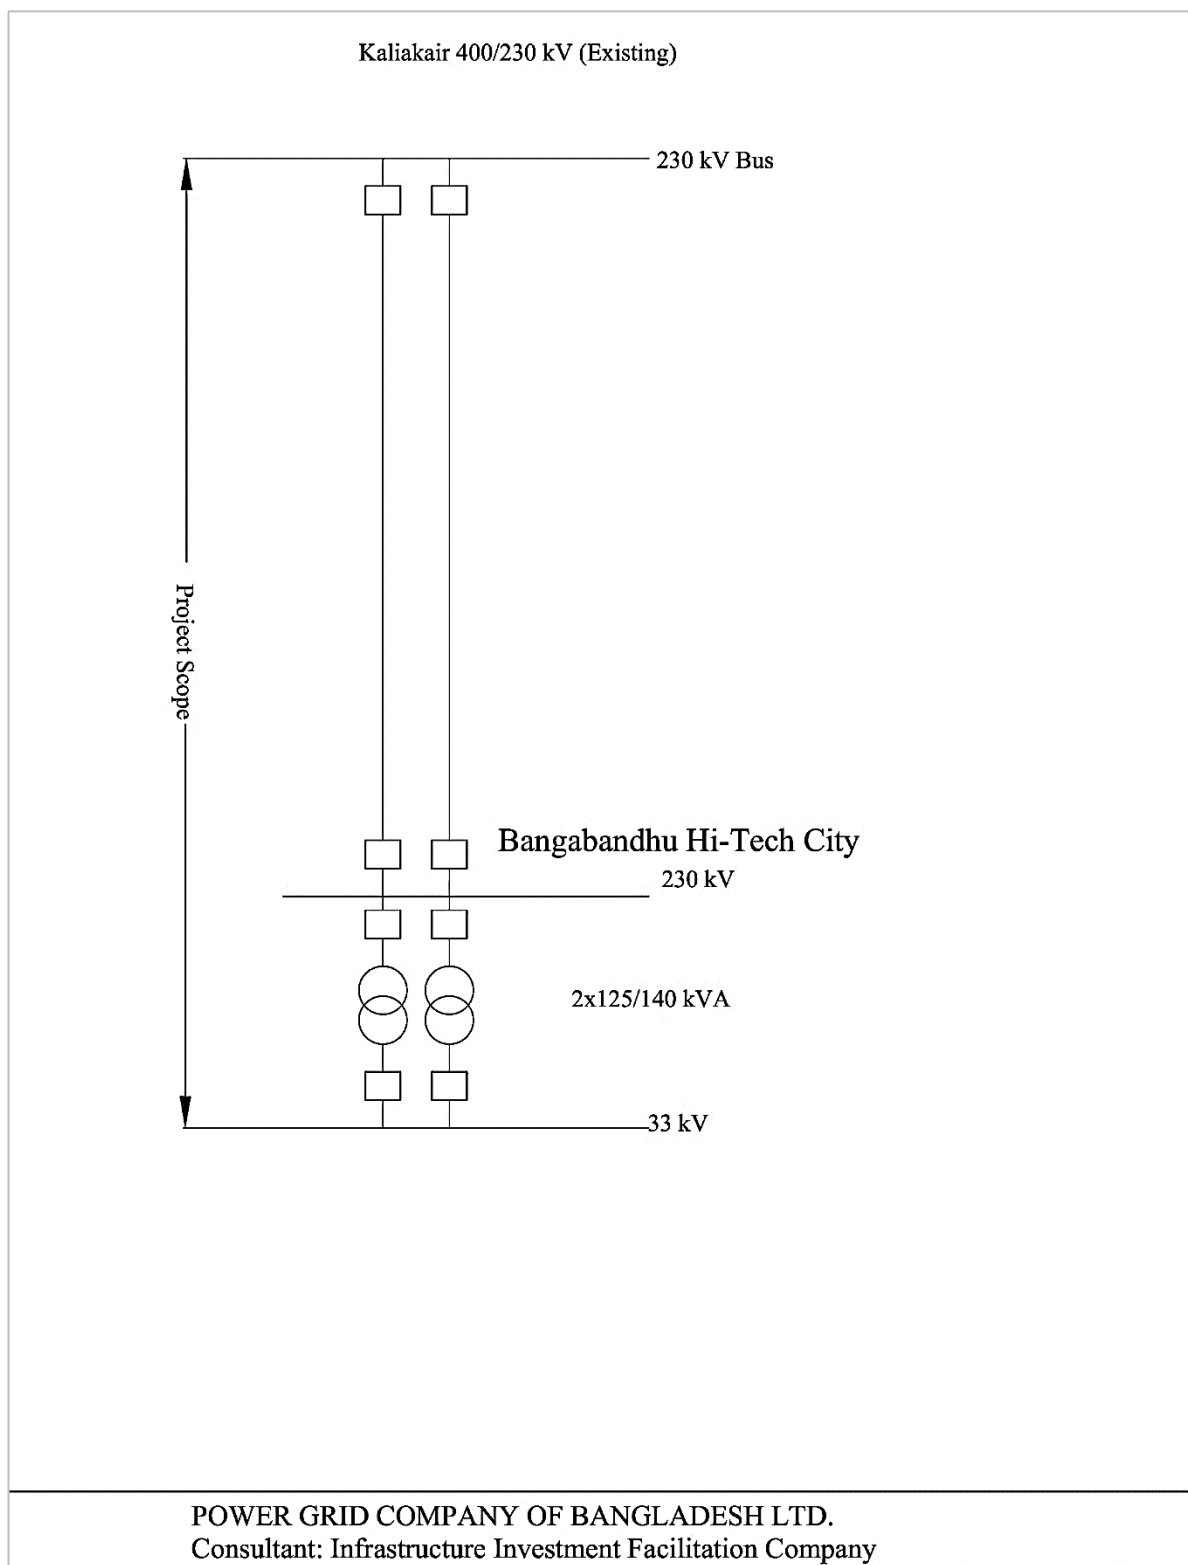 Kaliakair 400/230 kV (Existing)
230 kV Bus
Project Scope
Bangabandhu Hi-Tech City
230 kV
2x125/140 kVA
33 kV
POWER GRID COMPANY OF BANGLADESH LTD.
Consultant: Infrastructure Investment Facilitation Company